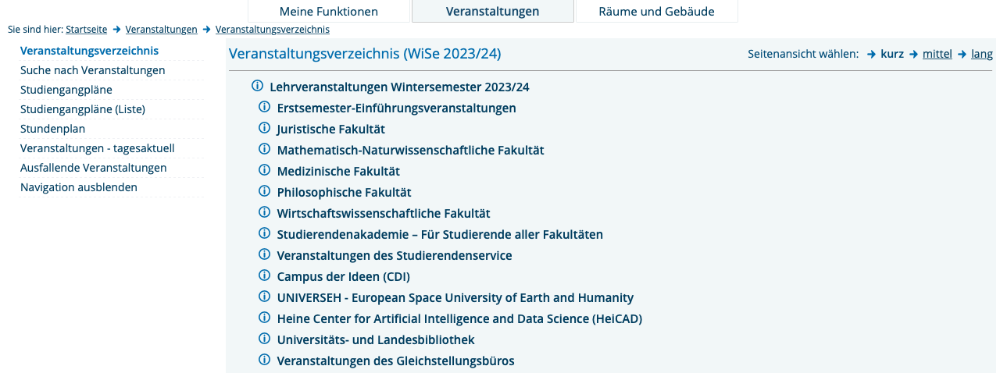 Meine Funktionen Veranstaltungen Räume und Gebäude
Sie sind hier: Startseite → Veranstaltungen → Veranstaltungsverzeichnis
Veranstaltungsverzeichnis
Suche nach Veranstaltungen
Studiengangpläne
Studiengangpläne (Liste)
Stundenplan
Veranstaltungen - tagesaktuell
Ausfallende Veranstaltungen
Navigation ausblenden
Veranstaltungsverzeichnis (WiSe 2023/24)
Seitenansicht wählen: → kurz → mittel → lang
Lehrveranstaltungen Wintersemester 2023/24
Erstsemester-Einführungsveranstaltungen
Juristische Fakultät
Mathematisch-Naturwissenschaftliche Fakultät
Medizinische Fakultät
Philosophische Fakultät
Wirtschaftswissenschaftliche Fakultät
Studierendenakademie – Für Studierende aller Fakultäten
Veranstaltungen des Studierendenservice
Campus der Ideen (CDI)
UNIVERSEH - European Space University of Earth and Humanity
Heine Center for Artificial Intelligence and Data Science (HeiCAD)
Universitäts- und Landesbibliothek
Veranstaltungen des Gleichstellungsbüros